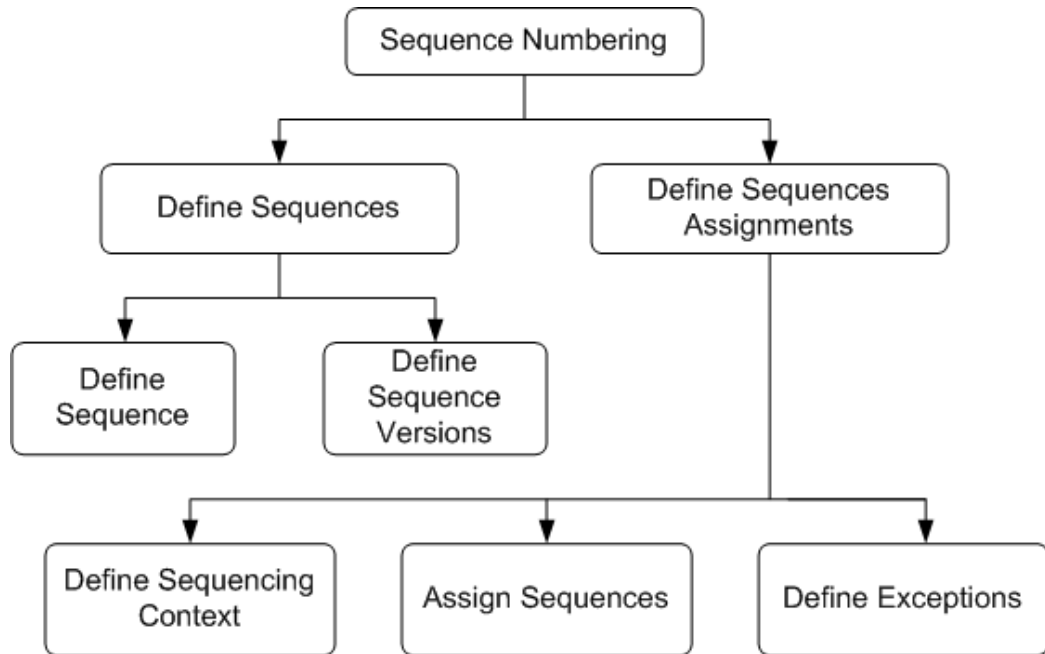 Sequence Numbering
Define Sequences
Define Sequences
Assignments
Define
Sequence
Define
Sequence
Versions
Define Sequencing
Context
Assign Sequences
Define Exceptions